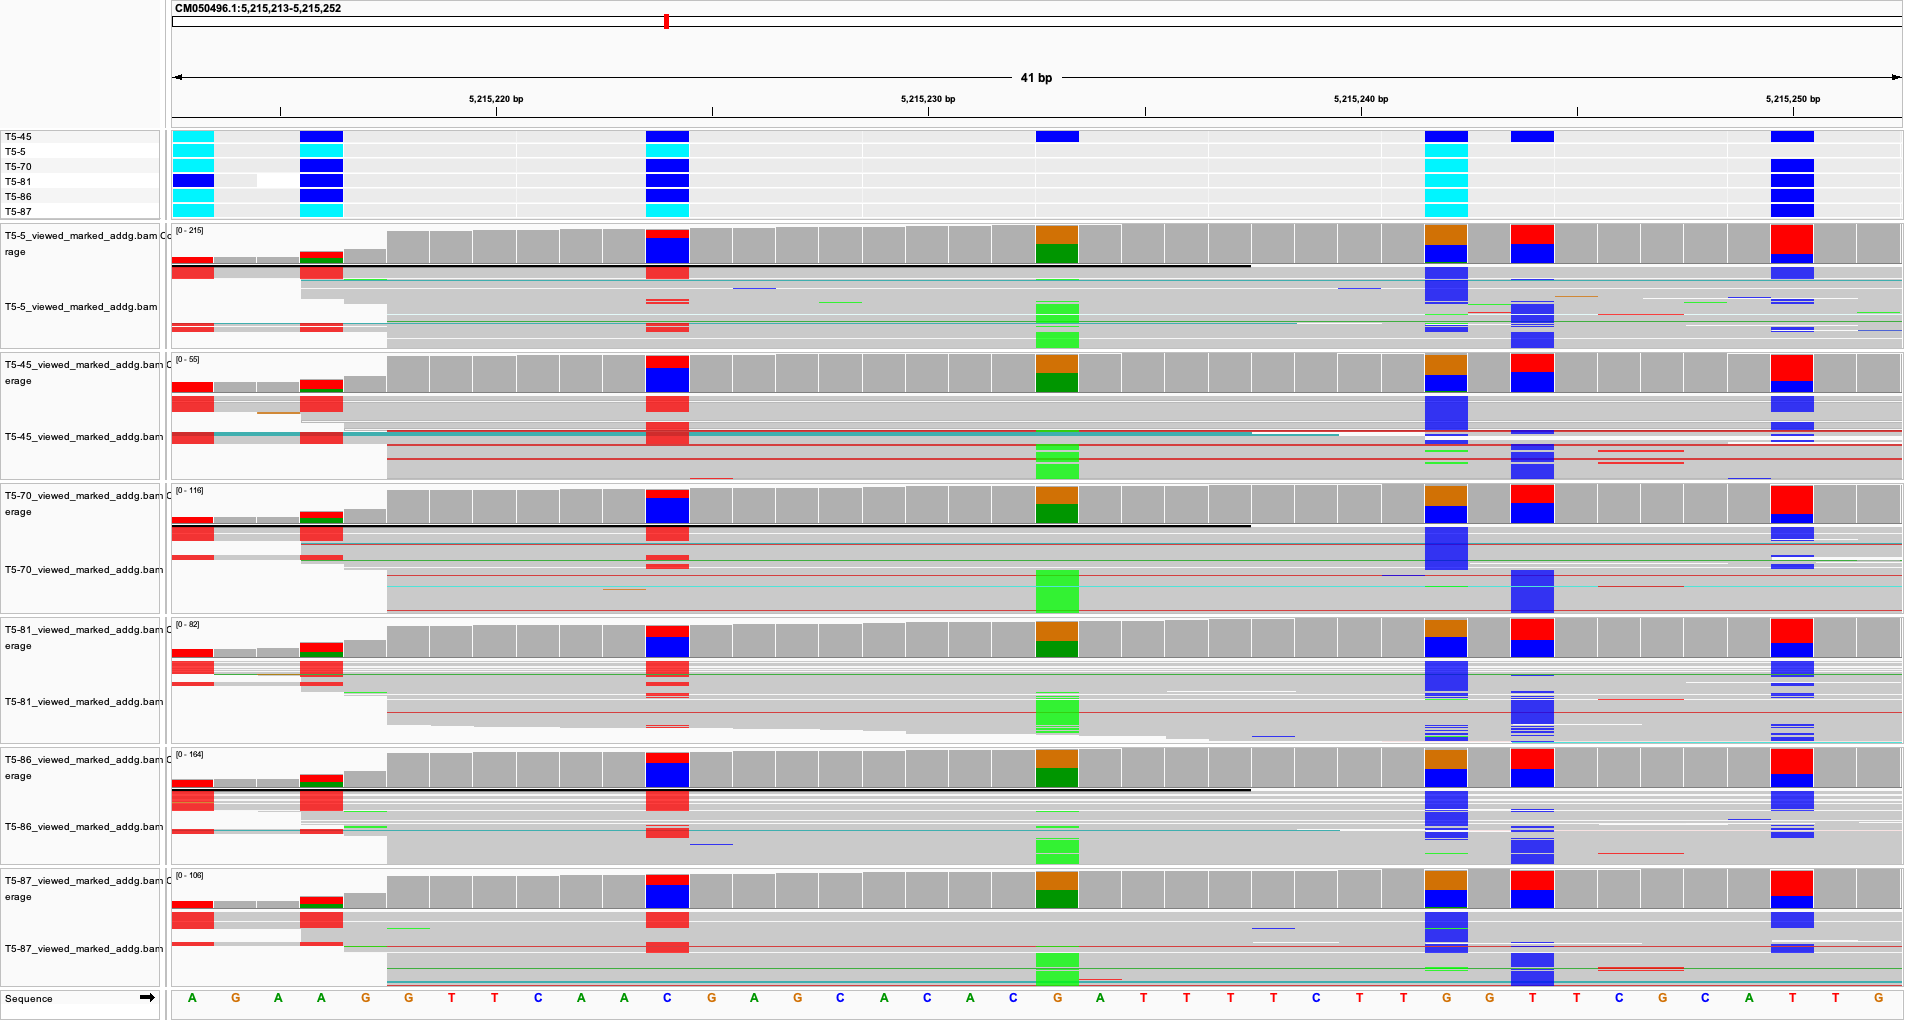 CM050496.1:5,215,213-5,215,252
41 bp
5,215,220 bp 5,215,230 bp 5,215,240 bp 5,215,250 bp
T5-45
T5-5
T5-70
T5-81
T5-86
T5-87
T5-5_viewed_marked_addg.bam Co
rage
[0 - 215]
T5-5_viewed_marked_addg.bam
T5-45_viewed_marked_addg.bam C
erage
[0 - 55]
T5-45_viewed_marked_addg.bam
T5-70_viewed_marked_addg.bam C
erage
[0 - 116]
T5-70_viewed_marked_addg.bam
T5-81_viewed_marked_addg.bam C
erage
[0 - 82]
T5-81_viewed_marked_addg.bam
T5-86_viewed_marked_addg.bam C
erage
[0 - 164]
T5-86_viewed_marked_addg.bam
T5-87_viewed_marked_addg.bam C
erage
[0 - 106]
T5-87_viewed_marked_addg.bam
Sequence A G A A G G T T C A A C G A G C A C A C G A T T T T C T T G G T T C G C A T T G